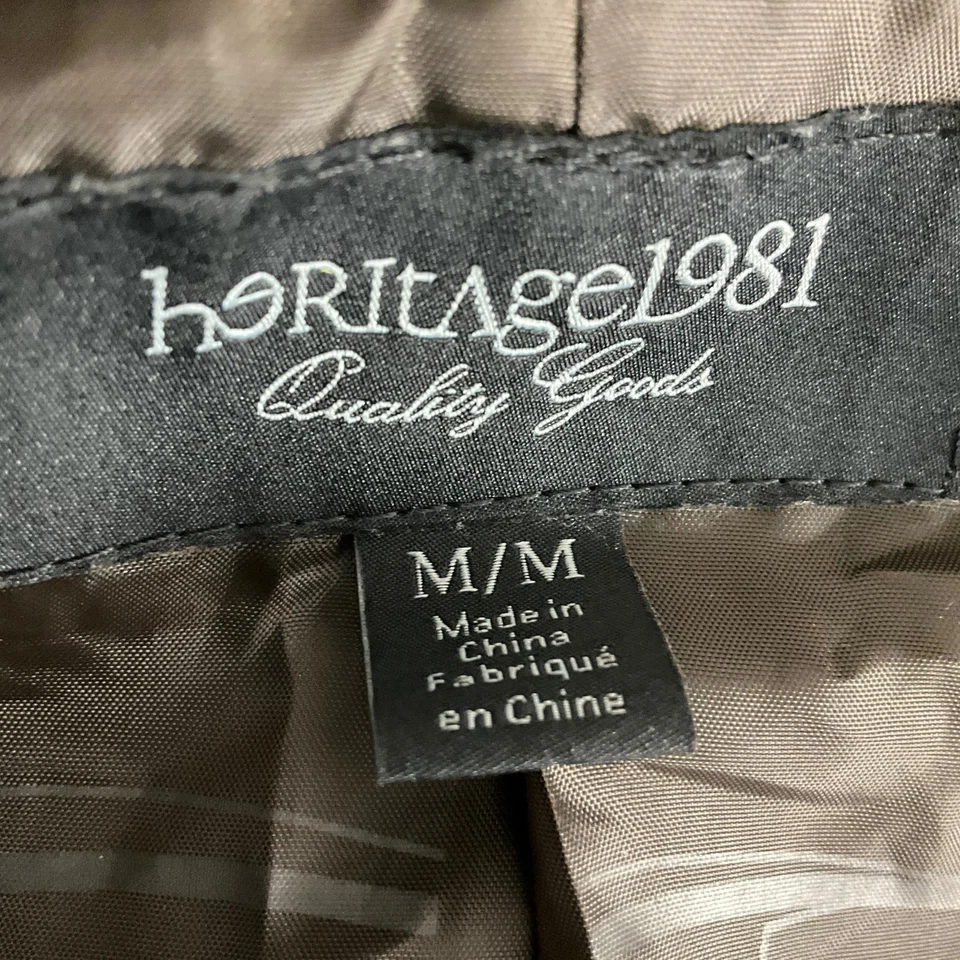 heRItAge1981
Quality Goods
M/M
Made in
China
Fabriqué
en Chine